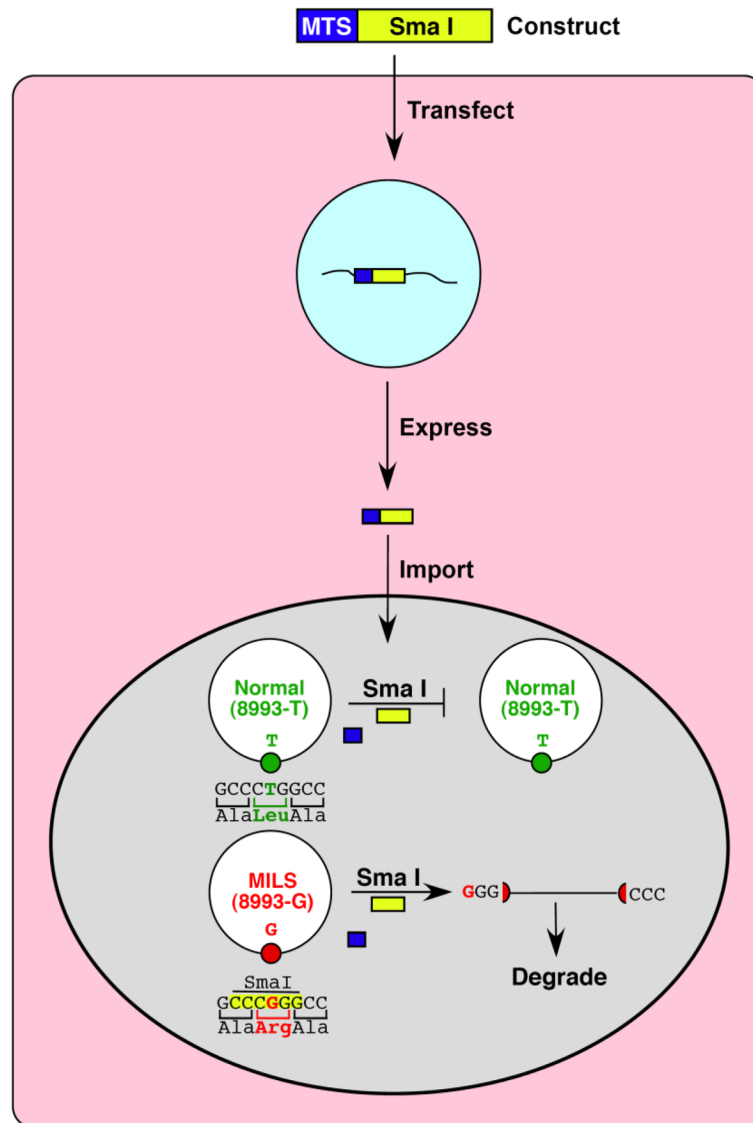 MTS Sma I Construct
Transfect
Express
Import
Normal
(8993-T)
T
Sma I
Normal
(8993-T)
T
GCCCTGGCC
AlaLeuAla
MILS
(8993-G)
G
Sma I
GGG CCC
Degrade
SmaI
GCCCGGGCC
AlaArgAla